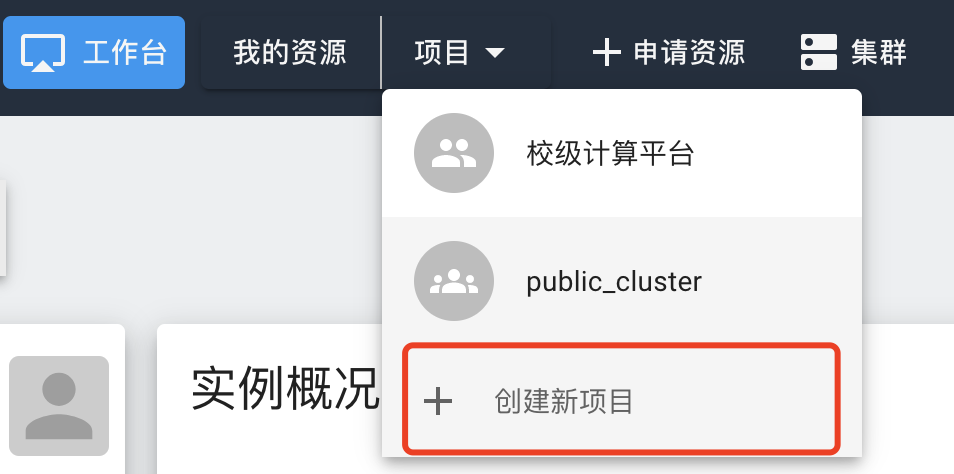 工作台 我的资源 项目 申请资源 集群
校级计算平台
public_cluster
创建新项目
实例概况